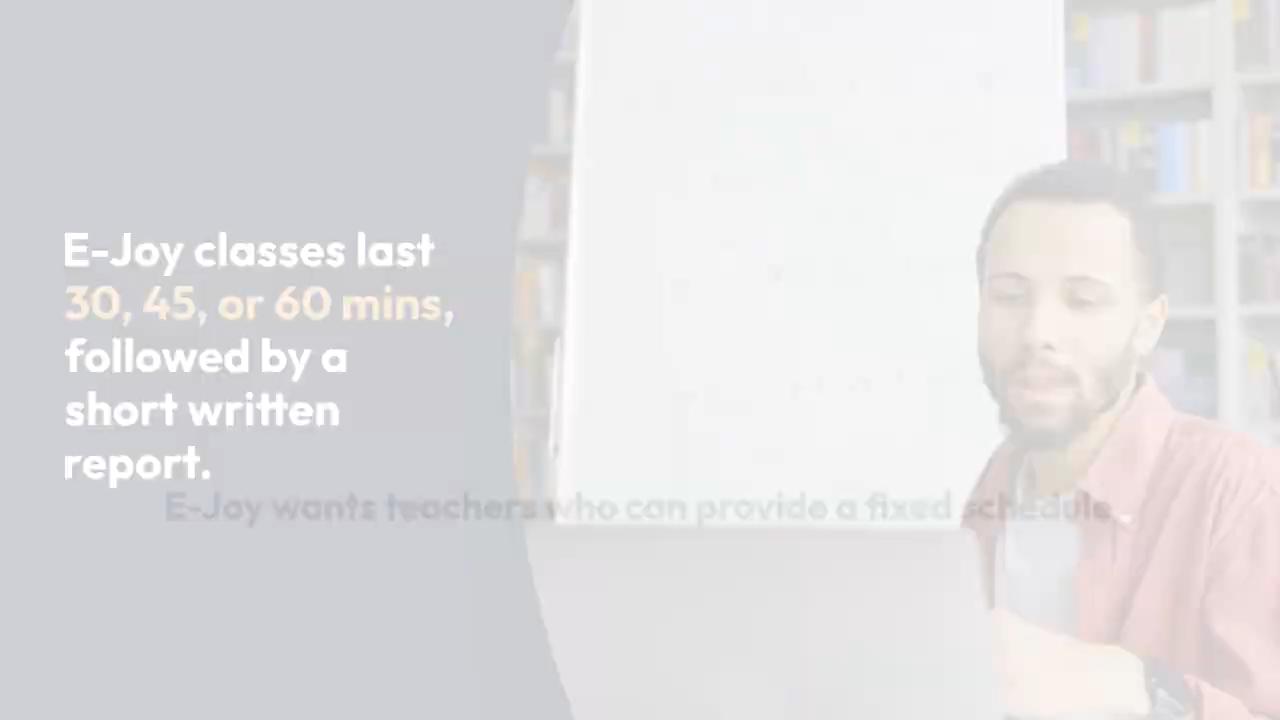 E-Joy classes last
30, 45, or 60 mins,
followed by a
short written
report.
E-Joy wants teachers who can provide a fixed schedule